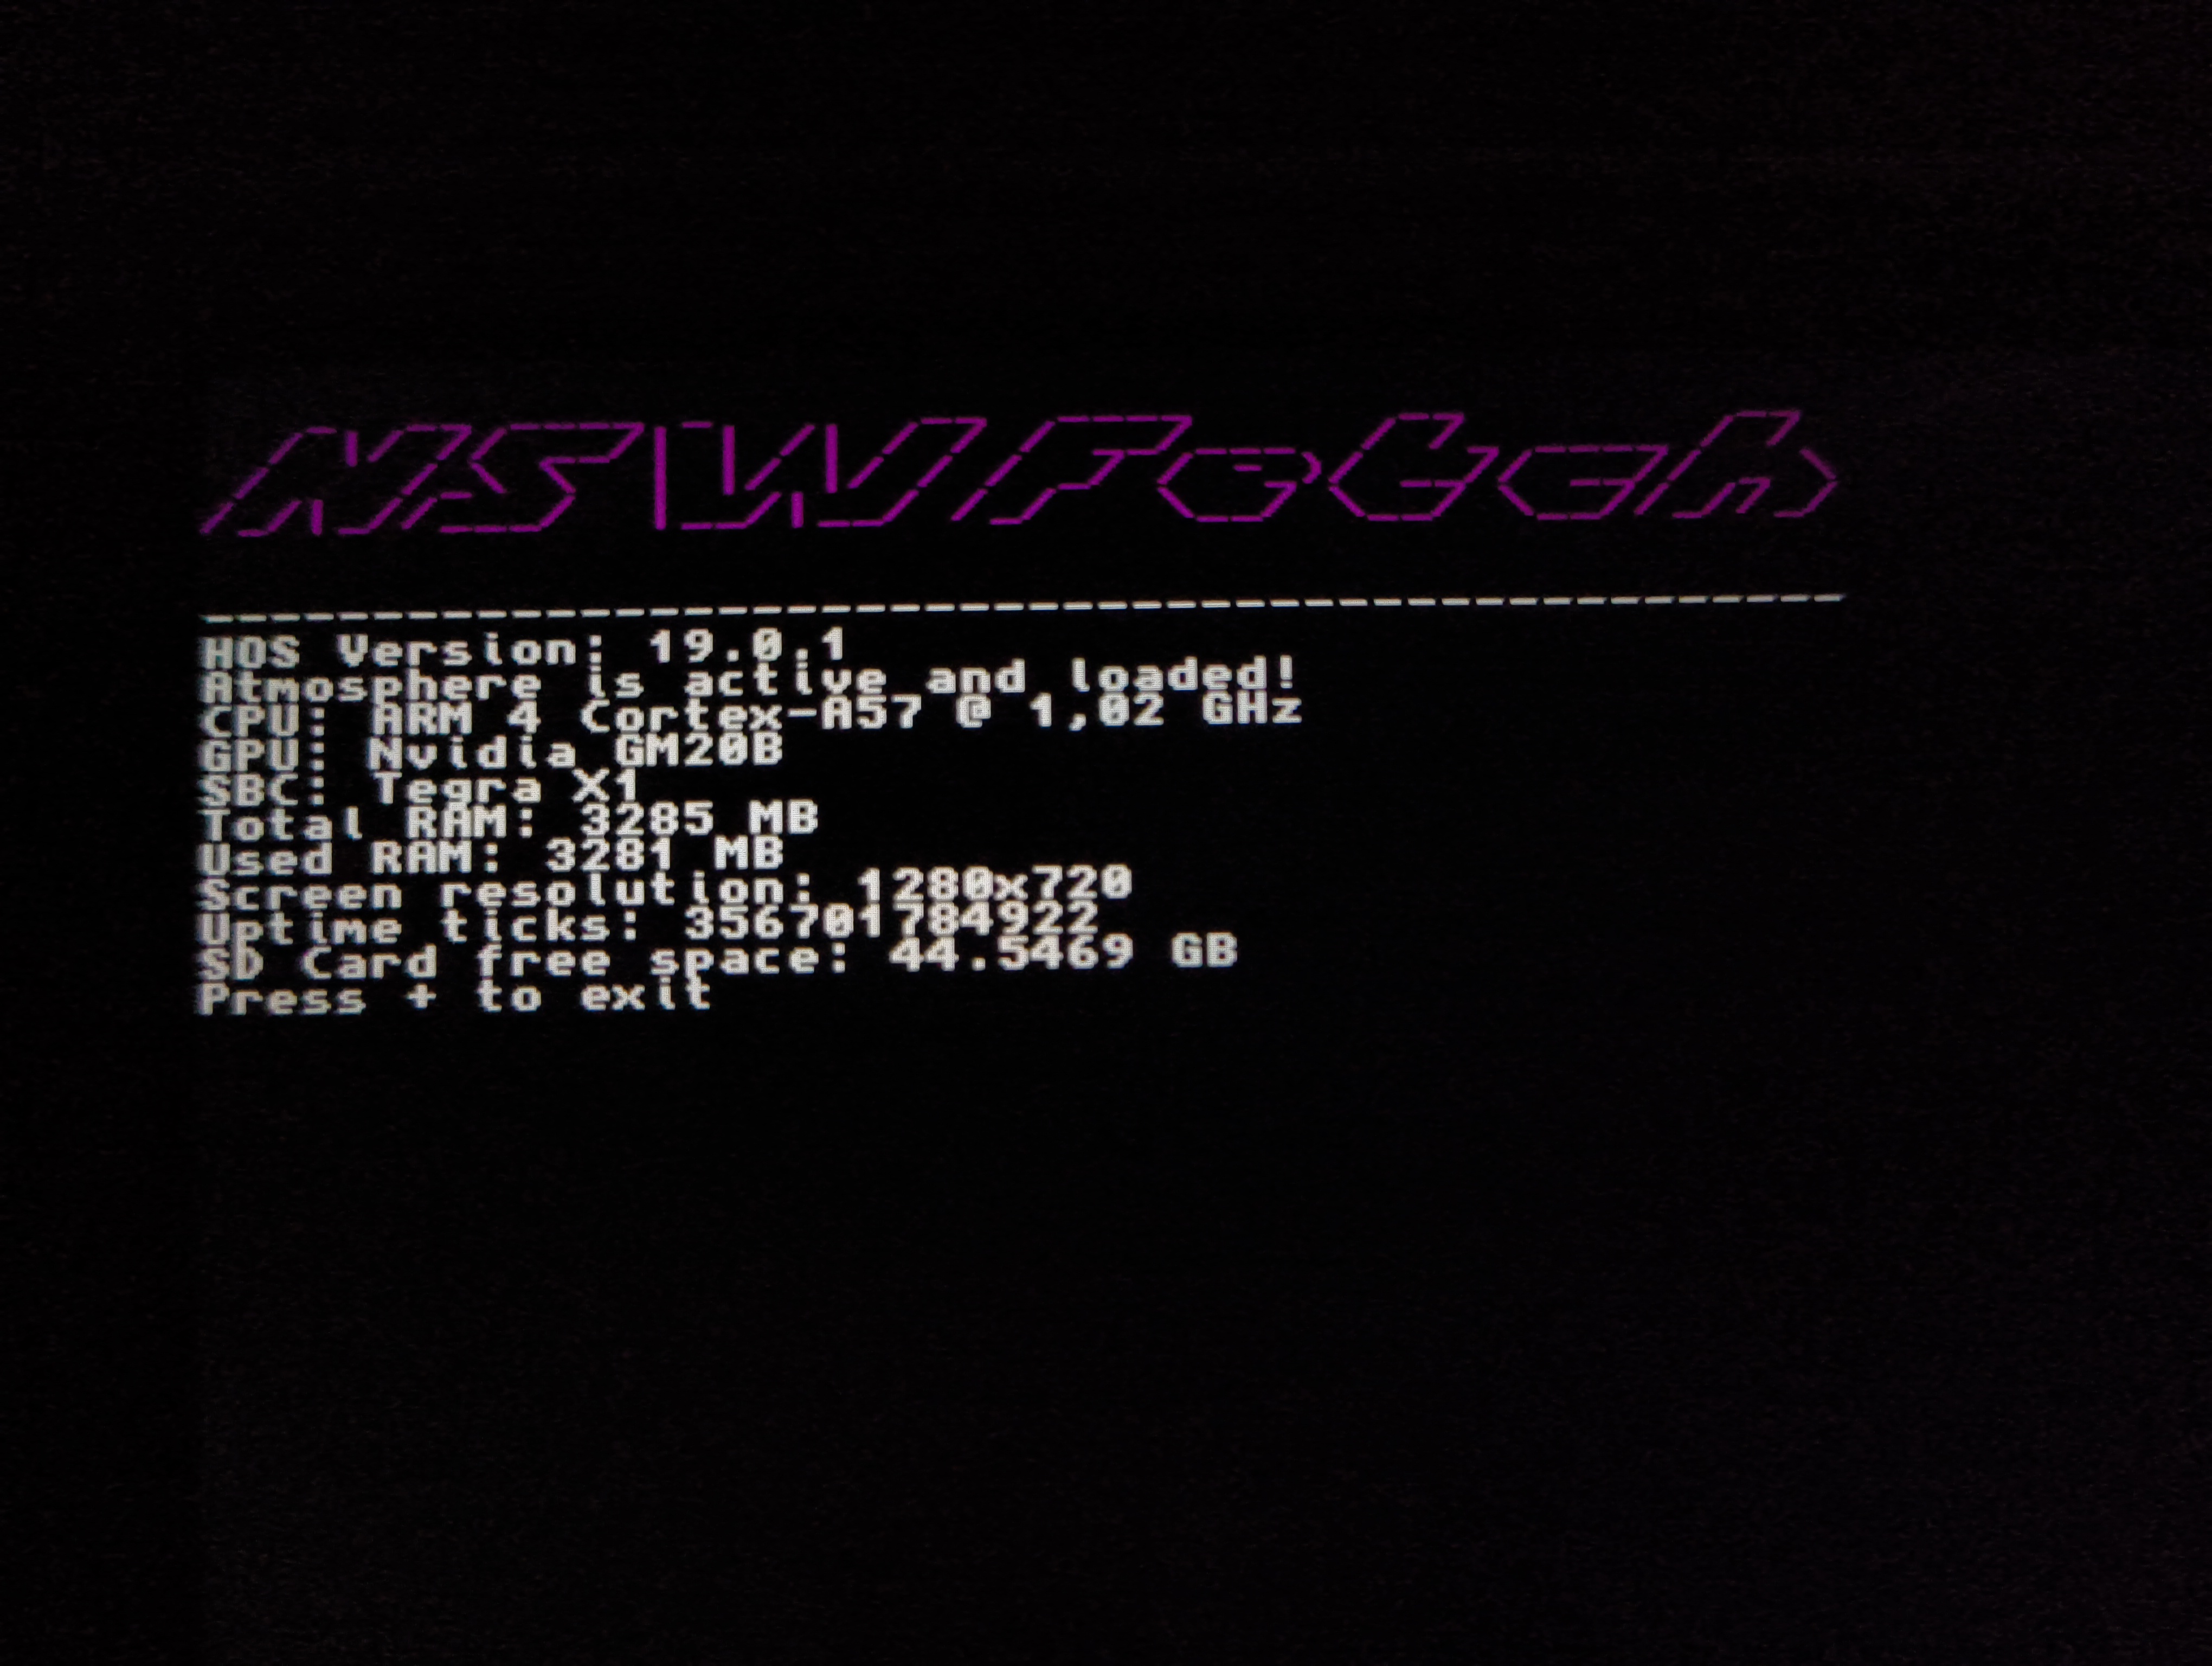 NSWFetch
HOS Version: 19.0.1
Atmosphere is active and loaded!
CPU: ARM 4 Cortex-A57 @ 1,02 GHz
GPU: Nvidia GM20B
SBC: Tegra X1
Total RAM: 3285 MB
Used RAM: 3281 MB
Screen resolution: 1280x720
Uptime ticks: 356701784922
SD Card free space: 44.5469 GB
Press + to exit